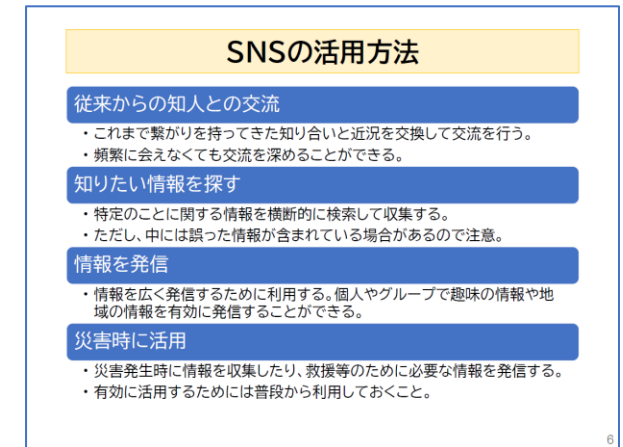 SNSの活用方法
従来からの知人との交流
・これまで繋がりを持ってきた知り合いと近況を交換して交流を行う。
・頻繁に会えなくても交流を深めることができる。
知りたい情報を探す
・特定のことに関する情報を横断的に検索して収集する。
・ただし、中には誤った情報が含まれている場合があるので注意。
情報を発信
・情報を広く発信するために利用する。個人やグループで趣味の情報や地
域の情報を有効に発信することができる。
災害時に活用
・災害発生時に情報を収集したり、救援等のために必要な情報を発信する。
・有効に活用するためには普段から利用しておくこと。
6